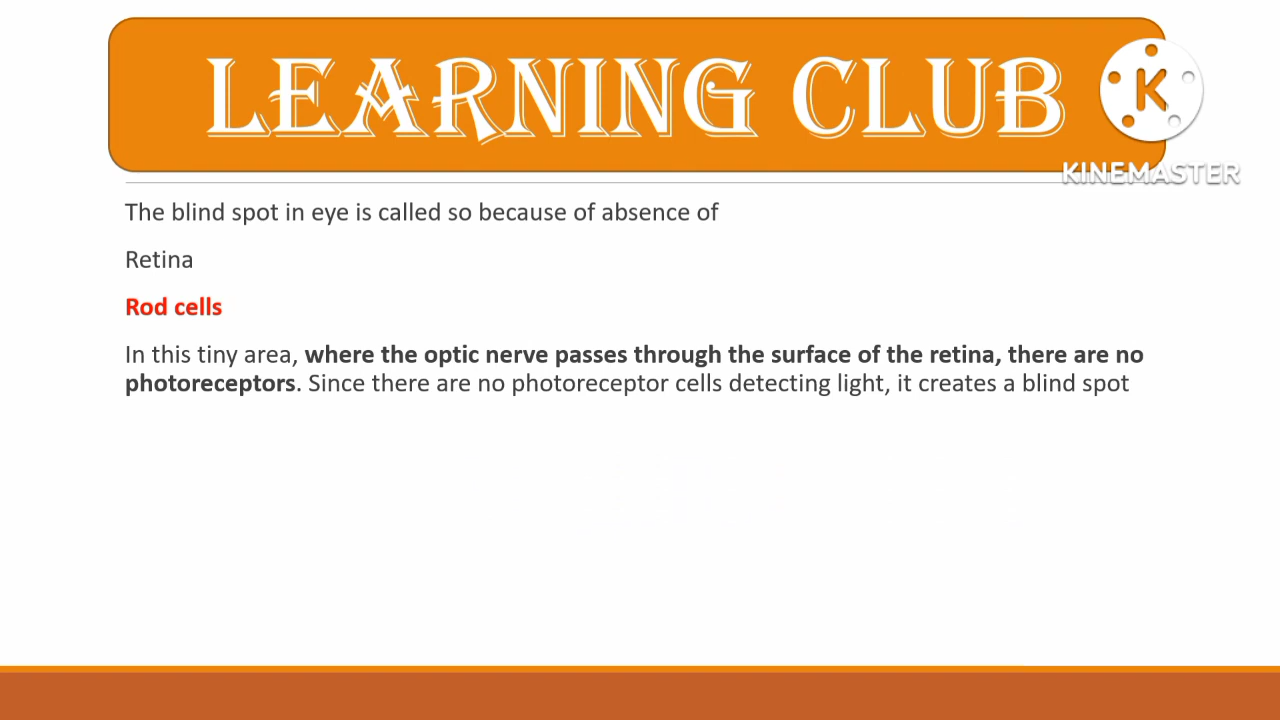 LEARNING CLUB
K
KINEMASTER
The blind spot in eye is called so because of absence of
Retina
Rod cells
In this tiny area, where the optic nerve passes through the surface of the retina, there are no
photoreceptors. Since there are no photoreceptor cells detecting light, it creates a blind spot